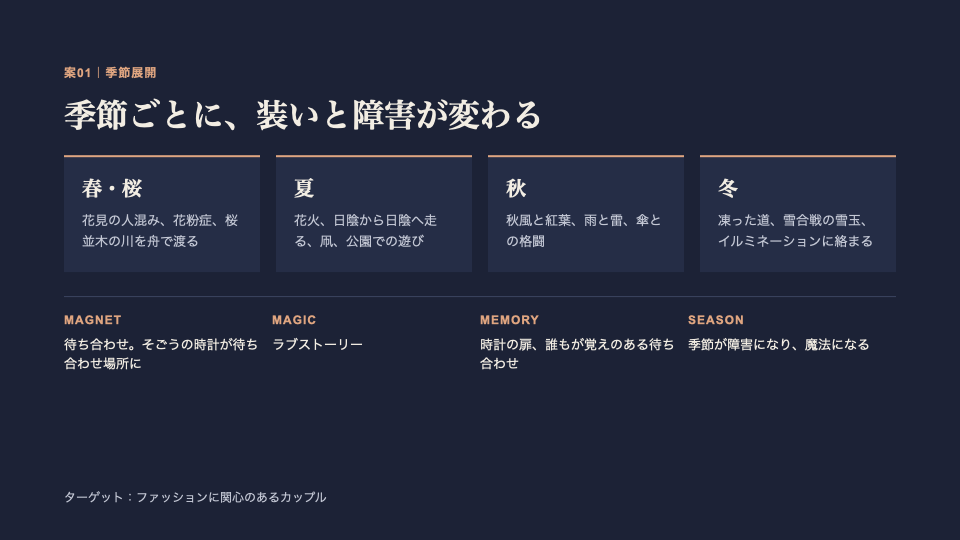 案01｜季節展開
季節ごとに、装いと障害が変わる
春・桜
花見の人混み、花粉症、桜
並木の川を舟で渡る
夏
花火、日陰から日陰へ走
る、凧、公園での遊び
秋
秋風と紅葉、雨と雷、傘と
の格闘
冬
凍った道、雪合戦の雪玉、
イルミネーションに絡まる
MAGNET
待ち合わせ。そごうの時計が待ち
合わせ場所に
MAGIC
ラブストーリー
MEMORY
時計の扉、誰もが覚えのある待ち
合わせ
SEASON
季節が障害になり、魔法になる
ターゲット：ファッションに関心のあるカップル